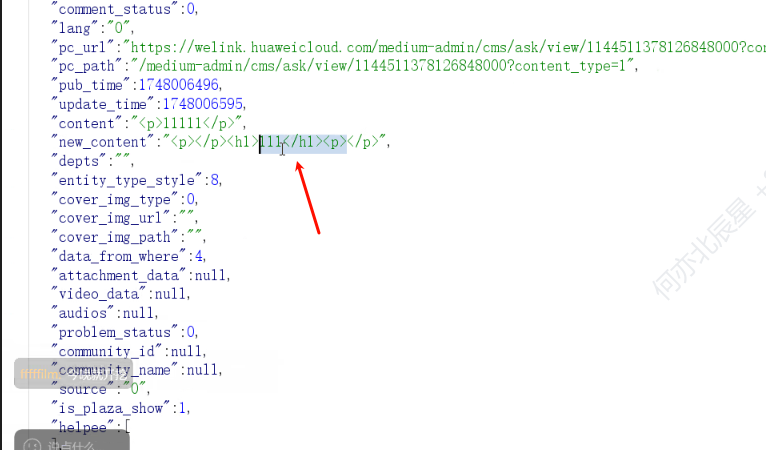 "comment_status":0,
"lang":"0",
"pc_url":"https://welink.huaweicloud.com/medium-admin/cms/ask/view/1144511378126848000?cor
"pc_path":"/medium-admin/cms/ask/view/1144511378126848000?content_type=1",
"pub_time":1748006496,
"update_time":1748006595,
"content":"<p>11111</p>",
"new_content":"<p></p><h1>111</h1><p></p>",
"depts":"",
"entity_type_style":8,
"cover_img_type":0,
"cover_img_url":"",
"cover_img_path":"",
"data_from_where":4,
"attachment_data":null,
"video_data":null,
"audios":null,
"problem_status":0,
"community_id":null,
"community_name":null,
"source":"0",
"is_plaza_show":1,
"helpee":[
说点什么
何亦北辰星